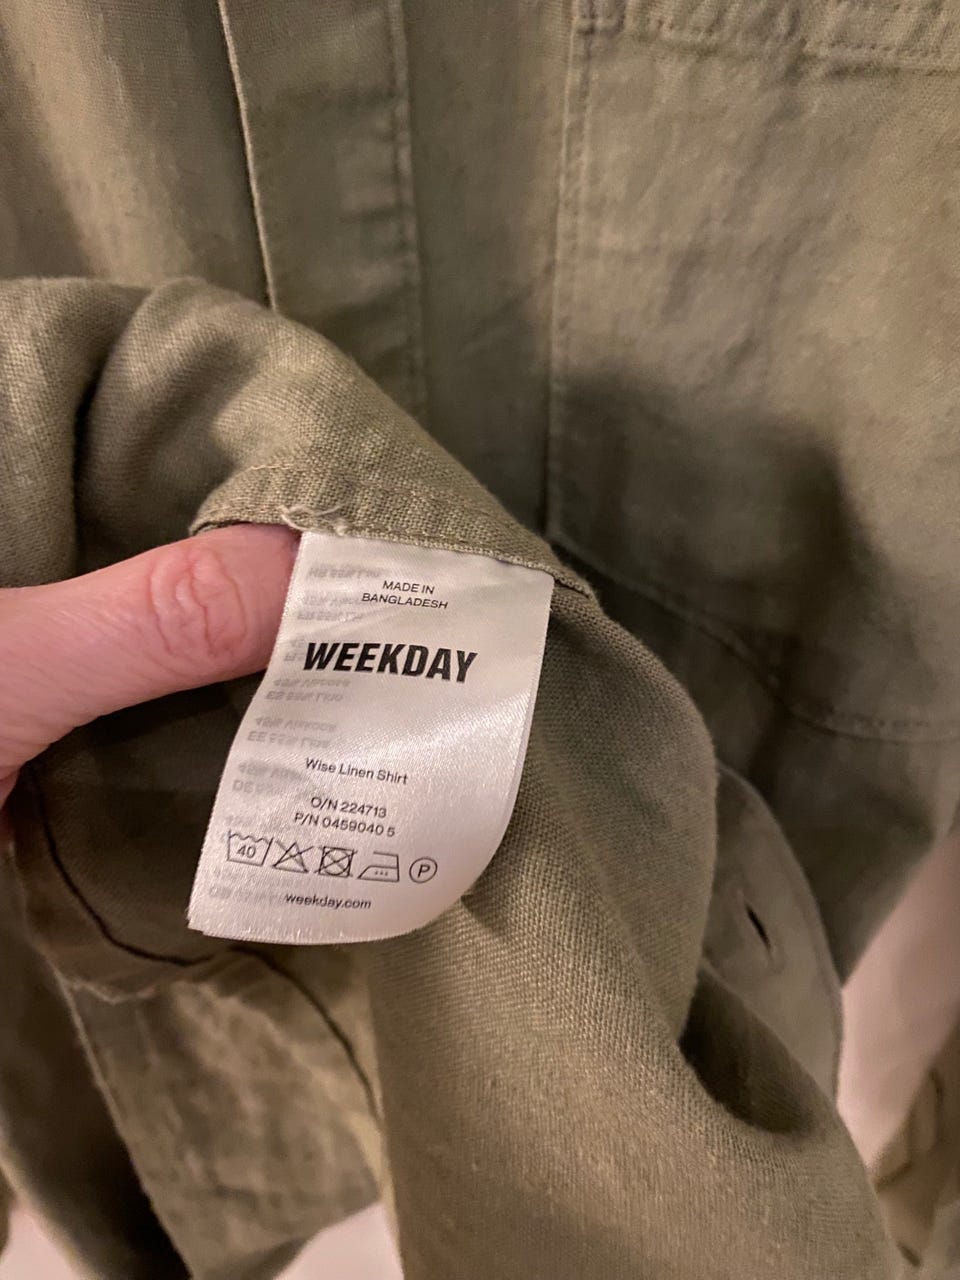 MADE IN
BANGLADESH
WEEKDAY
Wise Linen Shirt
O/N 224713
P/N 0459040 5
40 P
weekday.com